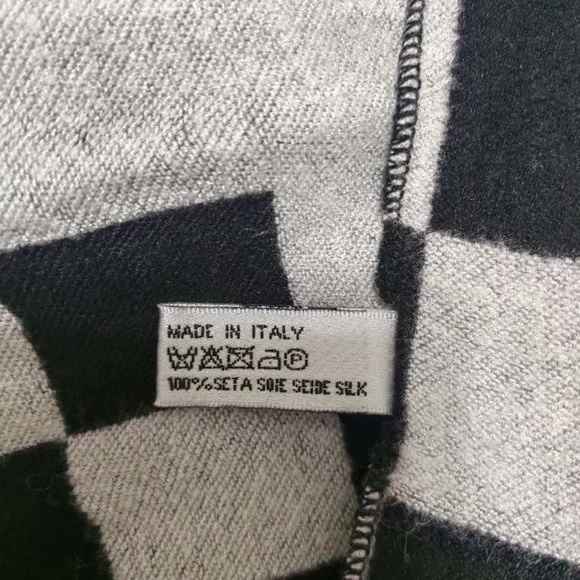 MADE IN ITALY
P
100% SETA SOIE SEIDE SILK